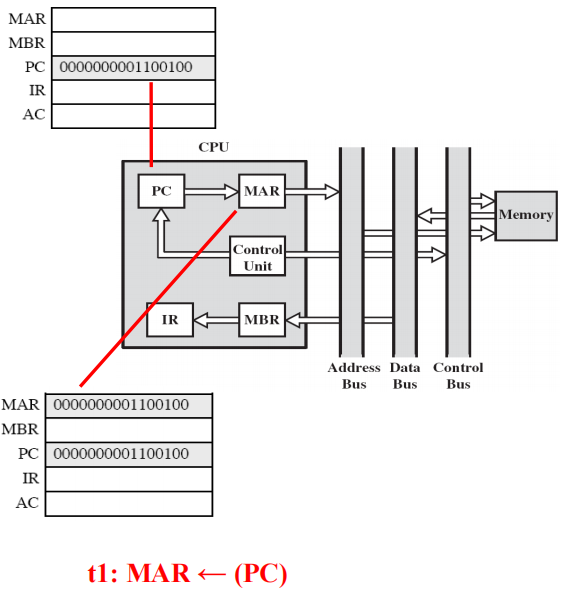 MAR
MBR
PC 0000000001100100
IR
AC
CPU
PC MAR
Memory
Control
Unit
IR MBR
Address Data Control
Bus Bus Bus
MAR 0000000001100100
MBR
PC 0000000001100100
IR
AC
t1: MAR ← (PC)